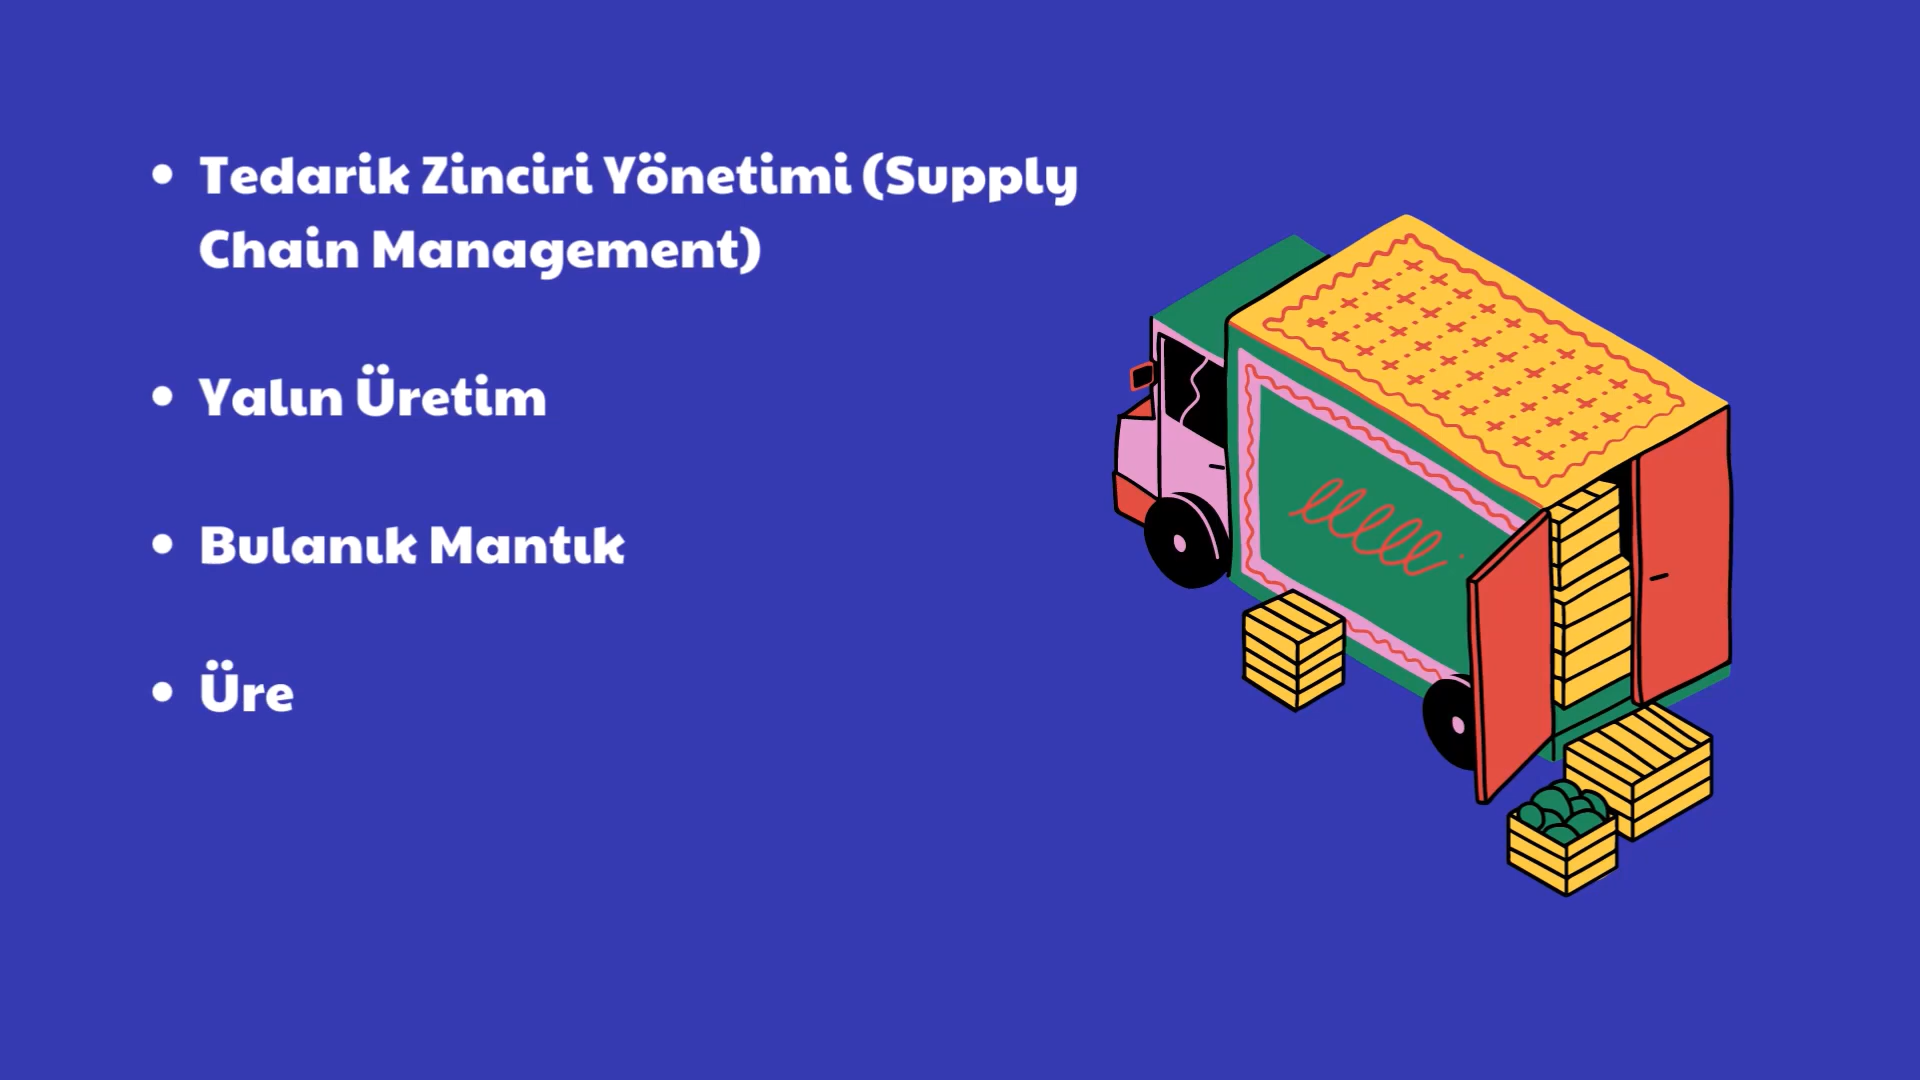 • Tedarik Zinciri Yönetimi (Supply
Chain Management)
• Yalın Üretim
• Bulanık Mantık
• Üre